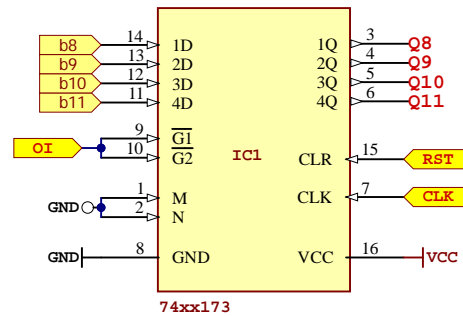 b8 14 1D 1Q 3 Q8
b9 13 2D 2Q 4 Q9
b10 12 3D 3Q 5 Q10
b11 11 4D 4Q 6 Q11
9 G1
OI 10 G2 IC1 CLR 15 RST
GND 1 M CLK 7 CLK
2 N
GND 8 GND VCC 16 VCC
74xx173